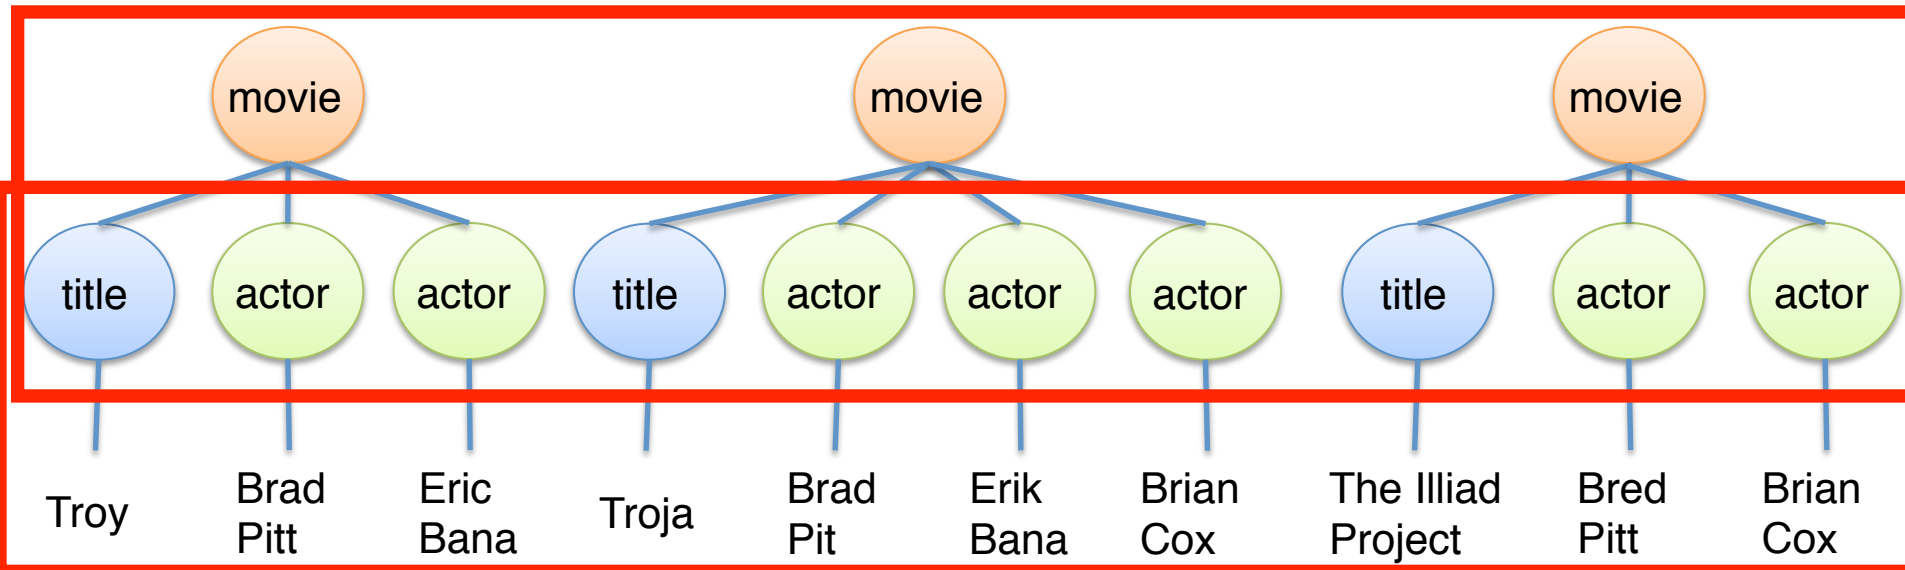 movie movie movie
title actor actor title actor actor actor title actor actor
Troy
Brad
Pitt
Eric
Bana
Troja
Brad
Pit
Erik
Bana
Brian
Cox
The Illiad
Project
Bred
Pitt
Brian
Cox